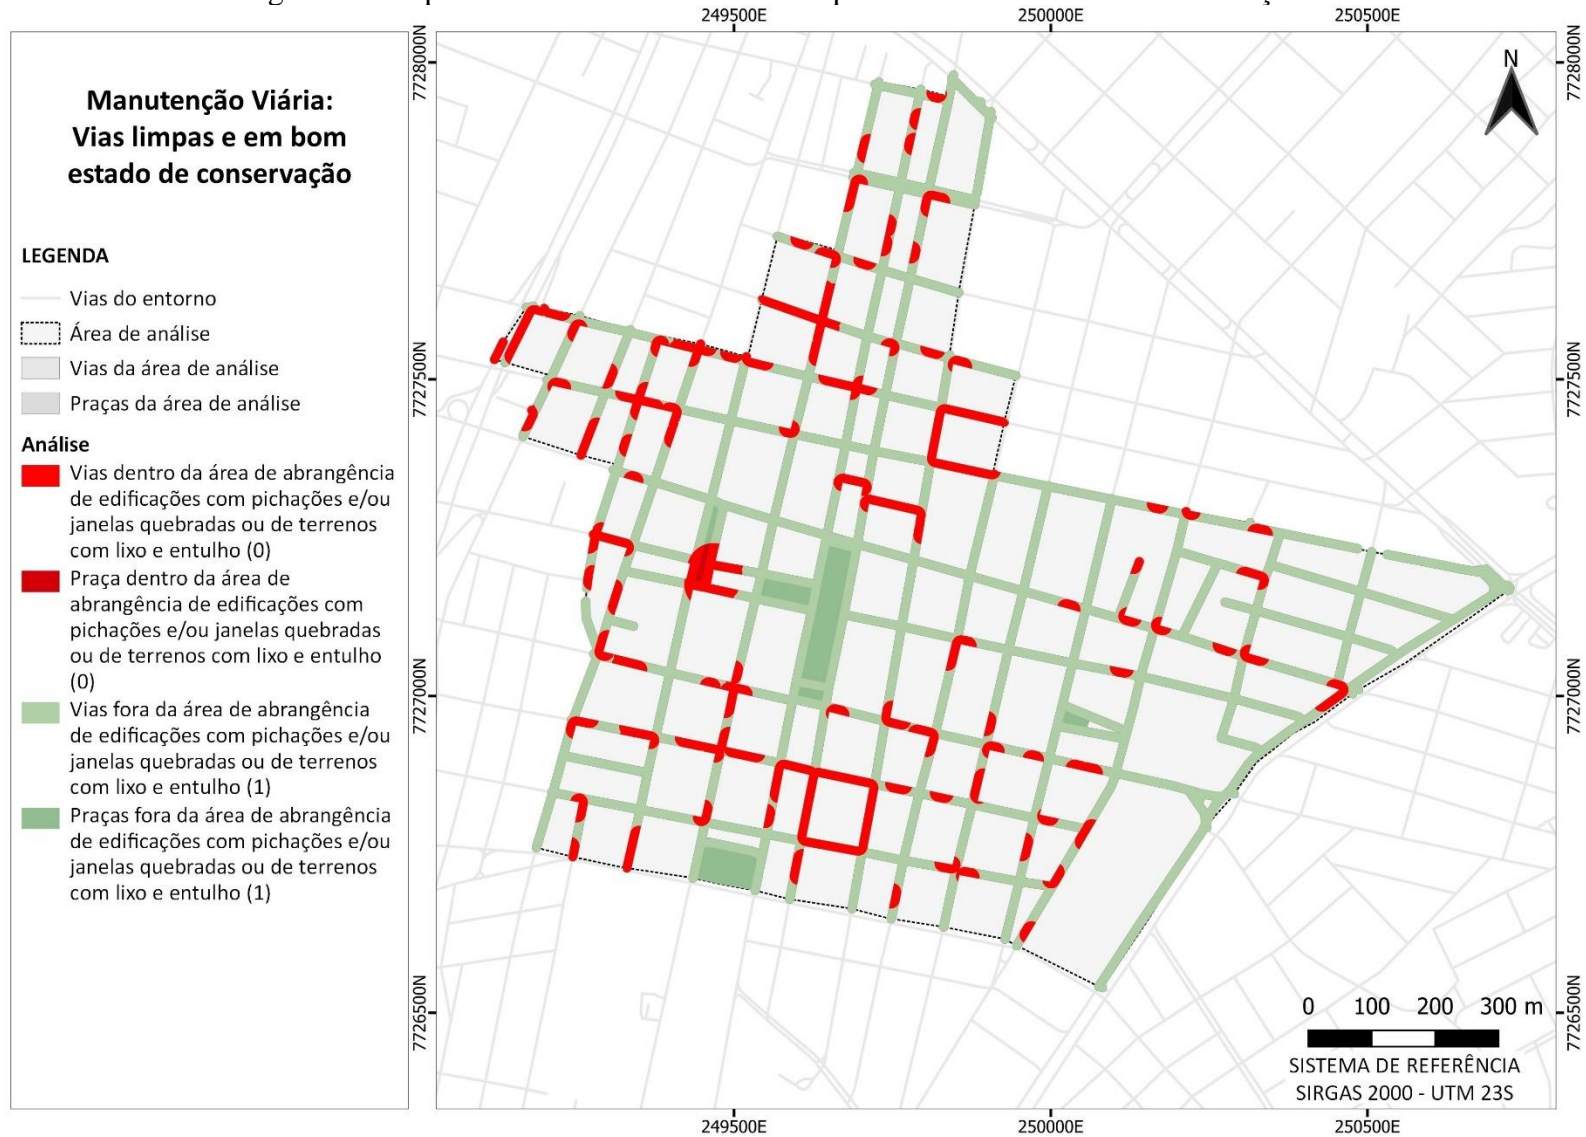 249500E
250000E
250500E
7728000N
7727500N
7727000N
7726500N
Manutenção Viária:
Vias limpas e em bom
estado de conservação
LEGENDA
Vias do entorno
Área de análise
Vias da área de análise
Praças da área de análise
Análise
Vias dentro da área de abrangência
de edificações com pichações e/ou
janelas quebradas ou de terrenos
com lixo e entulho (0)
Praça dentro da área de
abrangência de edificações com
pichações e/ou janelas quebradas
ou de terrenos com lixo e entulho
(0)
Vias fora da área de abrangência
de edificações com pichações e/ou
janelas quebradas ou de terrenos
com lixo e entulho (1)
Praças fora da área de abrangência
de edificações com pichações e/ou
janelas quebradas ou de terrenos
com lixo e entulho (1)
N
7728000N
7727500N
7727000N
7726500N
0 100 200 300 m
SISTEMA DE REFERÊNCIA
SIRGAS 2000 - UTM 23S
249500E
250000E
250500E